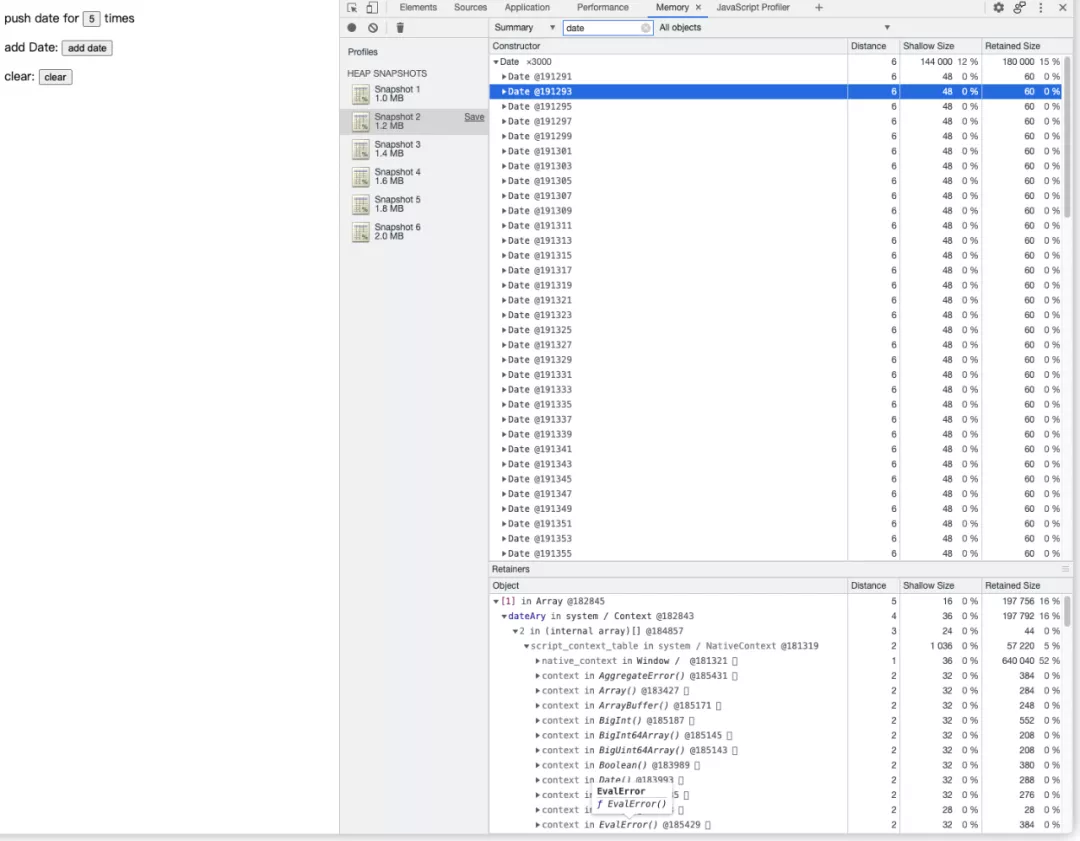 push date for 5 times
add Date: add date
clear: clear
Elements Sources Application Performance Memory × JavaScript Profiler +
Summary ▼ date All objects ▼
Profiles
HEAP SNAPSHOTS
Snapshot 1
1.0 MB
Snapshot 2 Save
1.2 MB
Snapshot 3
1.4 MB
Snapshot 4
1.6 MB
Snapshot 5
1.8 MB
Snapshot 6
2.0 MB
Constructor Distance Shallow Size Retained Size
▼Date ×3000 6 144 000 12 % 180 000 15 %
▶Date @191291 6 48 0 % 60 0 %
▶Date @191293 6 48 0 % 60 0 %
▶Date @191295 6 48 0 % 60 0 %
▶Date @191297 6 48 0 % 60 0 %
▶Date @191299 6 48 0 % 60 0 %
▶Date @191301 6 48 0 % 60 0 %
▶Date @191303 6 48 0 % 60 0 %
▶Date @191305 6 48 0 % 60 0 %
▶Date @191307 6 48 0 % 60 0 %
▶Date @191309 6 48 0 % 60 0 %
▶Date @191311 6 48 0 % 60 0 %
▶Date @191313 6 48 0 % 60 0 %
▶Date @191315 6 48 0 % 60 0 %
▶Date @191317 6 48 0 % 60 0 %
▶Date @191319 6 48 0 % 60 0 %
▶Date @191321 6 48 0 % 60 0 %
▶Date @191323 6 48 0 % 60 0 %
▶Date @191325 6 48 0 % 60 0 %
▶Date @191327 6 48 0 % 60 0 %
▶Date @191329 6 48 0 % 60 0 %
▶Date @191331 6 48 0 % 60 0 %
▶Date @191333 6 48 0 % 60 0 %
▶Date @191335 6 48 0 % 60 0 %
▶Date @191337 6 48 0 % 60 0 %
▶Date @191339 6 48 0 % 60 0 %
▶Date @191341 6 48 0 % 60 0 %
▶Date @191343 6 48 0 % 60 0 %
▶Date @191345 6 48 0 % 60 0 %
▶Date @191347 6 48 0 % 60 0 %
▶Date @191349 6 48 0 % 60 0 %
▶Date @191351 6 48 0 % 60 0 %
▶Date @191353 6 48 0 % 60 0 %
▶Date @191355 6 48 0 % 60 0 %
Retainers
Object Distance Shallow Size Retained Size
▼[1] in Array @182845 5 16 0 % 197 756 16 %
▼dateAry in system / Context @182843 4 36 0 % 197 792 16 %
▼2 in (internal array)[] @184857 3 24 0 % 44 0 %
▼script_context_table in system / NativeContext @181319 2 1 036 0 % 57 220 5 %
▶native_context in Window / @181321 1 36 0 % 640 040 52 %
▶context in AggregateError() @185431 2 32 0 % 384 0 %
▶context in Array() @183427 2 32 0 % 284 0 %
▶context in ArrayBuffer() @185171 2 32 0 % 248 0 %
▶context in BigInt() @185187 2 32 0 % 552 0 %
▶context in BigInt64Array() @185145 2 32 0 % 208 0 %
▶context in BigUint64Array() @185143 2 32 0 % 208 0 %
▶context in Boolean() @183989 2 32 0 % 380 0 %
▶context in Date() @183993 2 32 0 % 288 0 %
▶context in 5 2 32 0 % 276 0 %
▶context in 2 28 0 % 28 0 %
▶context in EvalError() @185429 2 32 0 % 384 0 %
EvalError
ƒ EvalError()